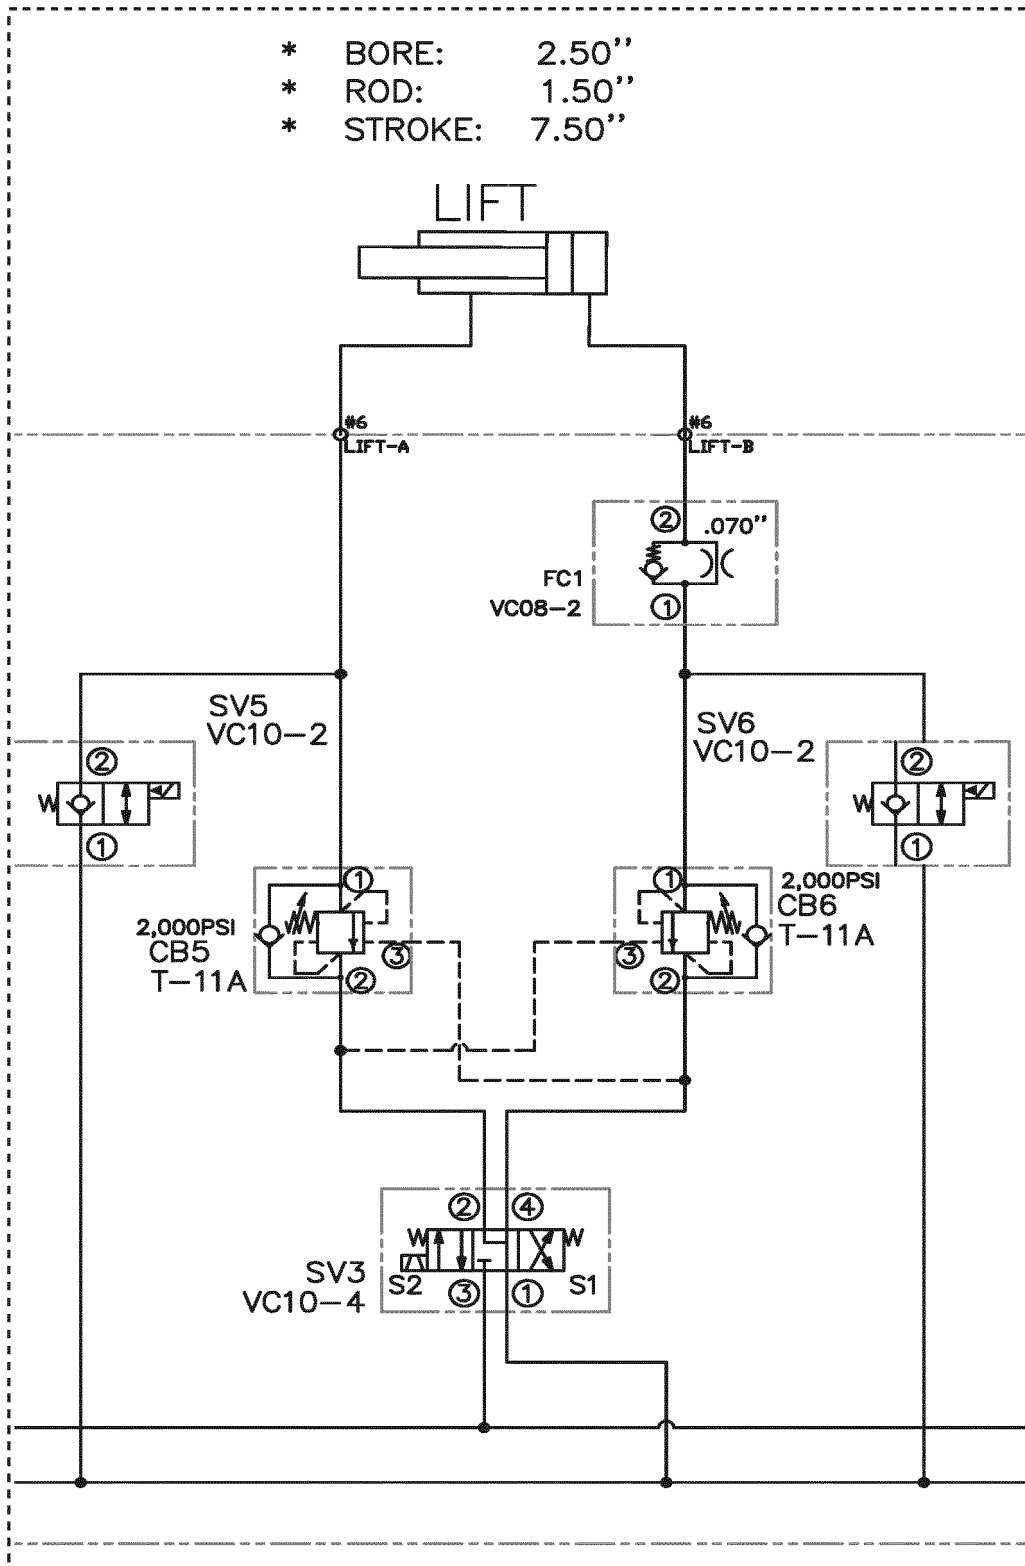 * BORE: 2.50’’
* ROD: 1.50’’
* STROKE: 7.50’’
LIFT
#6
LIFT-A
#6
LIFT-B
2
.070’’
FC1
VC08-2
1
SV5
VC10-2
SV6
VC10-2
2
1
2
1
1
2,000PSI
CB5
T-11A
3
2
1
2,000PSI
CB6
T-11A
3
2
2
4
SV3
VC10-4
S2
S1
3
1